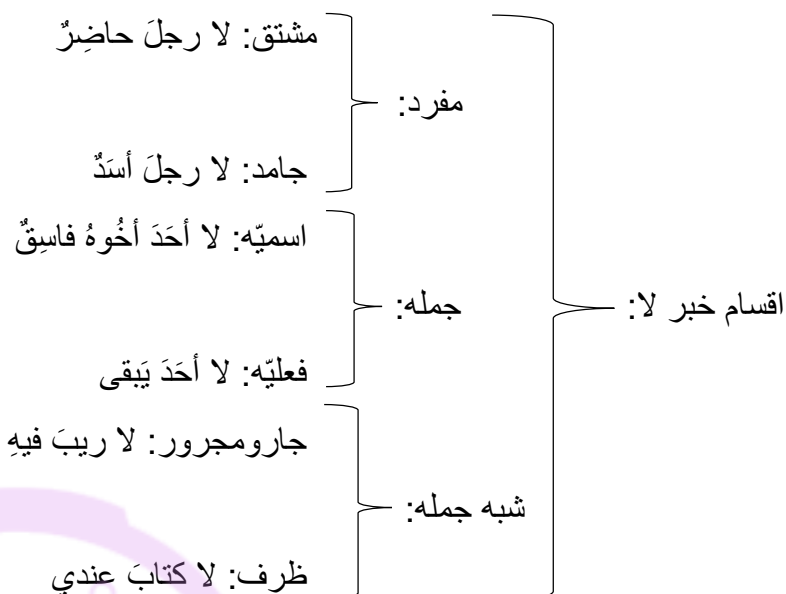 اقسام خبر لا:
مفرد:
مشتق: لا رجلَ حاضِرٌ
جامد: لا رجلَ أسَدٌ
جمله:
اسميّه: لا أحَدَ أخُوهُ فاسِقٌ
فعليّه: لا أحَدَ يَبقی
شبه جمله:
جارومجرور: لا ريبَ فيهِ
ظرف: لا كتابَ عندي